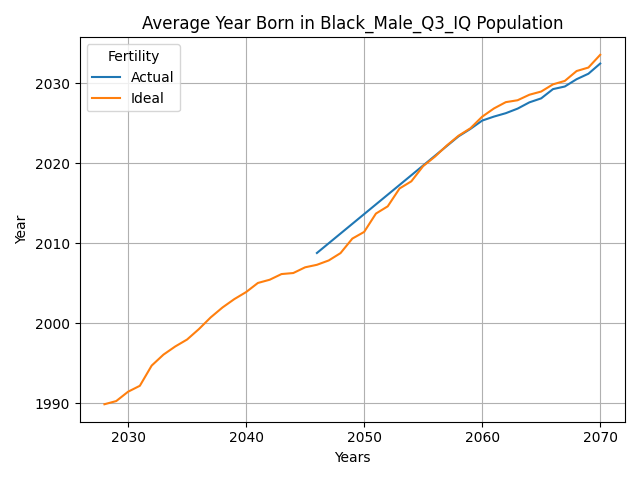 Average Year Born in Black_Male_Q3_IQ Population
Fertility
Actual
Ideal
Year
2030
2020
2010
2000
1990
2030 2040 2050 2060 2070
Years